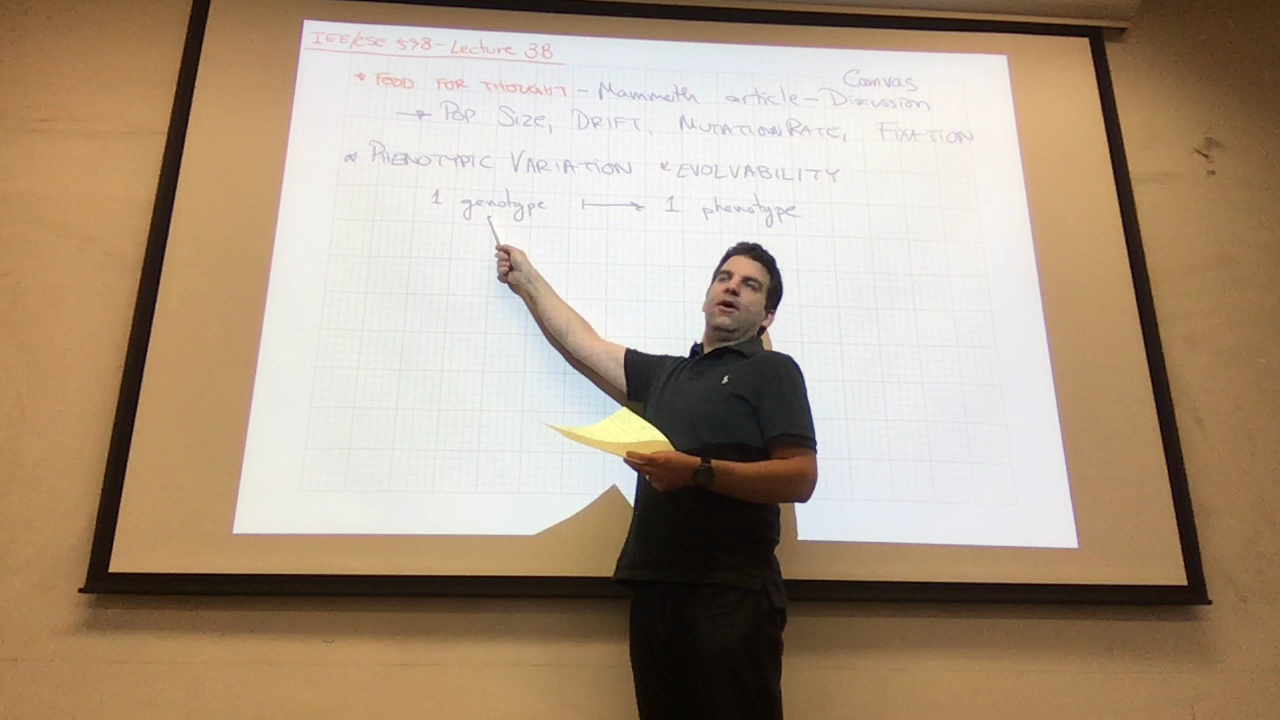 IEE/CSE 598 - Lecture 3B
Canvas
* FOOD FOR THOUGHT - Mammoth article - Discussion
→ POP SIZE, DRIFT, MUTATION RATE, FIXATION
* PHENOTYPIC VARIATION & EVOLVABILITY
1 genotype ↦ 1 phenotype